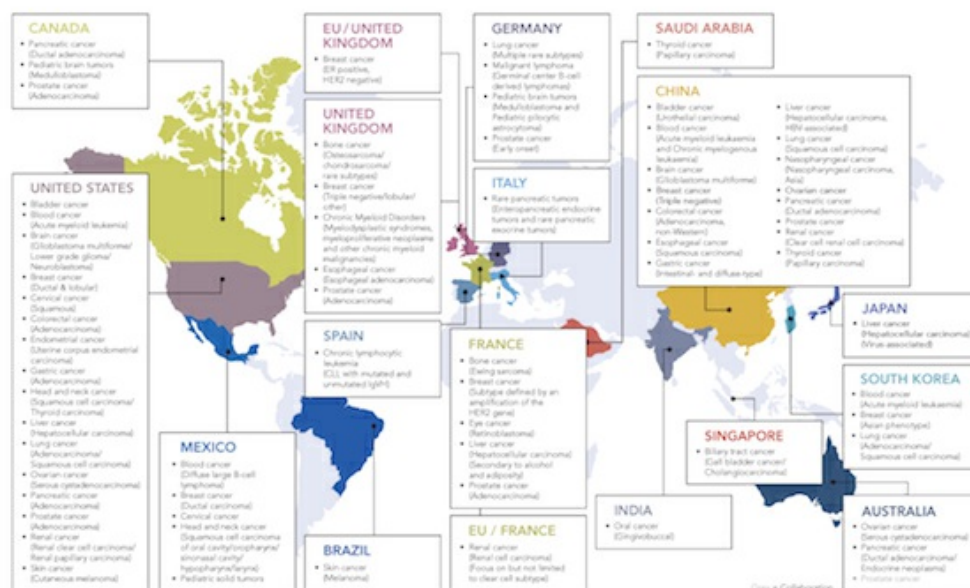 CANADA
• Pancreatic cancer
(Ductal adenocarcinoma)
• Pediatric brain tumors
(Medulloblastoma)
• Prostate cancer
(Adenocarcinoma)
UNITED STATES
• Bladder cancer
• Blood cancer
(Acute myeloid leukemia)
• Brain cancer
(Glioblastoma multiforme/
Lower grade glioma/
Neuroblastoma)
• Breast cancer
(Ductal & lobular)
• Cervical cancer
(Squamous)
• Colorectal cancer
(Adenocarcinoma)
• Endometrial cancer
(Uterine corpus endometrial
carcinoma)
• Gastric cancer
(Adenocarcinoma)
• Head and neck cancer
(Squamous cell carcinoma/
Thyroid carcinoma)
• Liver cancer
(Hepatocellular carcinoma)
• Lung cancer
(Adenocarcinoma/
Squamous cell carcinoma)
• Ovarian cancer
(Serous cystadenocarcinoma)
• Pancreatic cancer
(Adenocarcinoma)
• Prostate cancer
(Adenocarcinoma)
• Renal cancer
(Renal clear cell carcinoma/
Renal papillary carcinoma)
• Skin cancer
(Cutaneous melanoma)
MEXICO
• Blood cancer
(Diffuse large B-cell
lymphoma)
• Breast cancer
(Ductal carcinoma)
• Cervical cancer
• Head and neck cancer
(Squamous cell carcinoma
of oral cavity/oropharynx/
sinonasal cavity/
hypopharynx/larynx)
• Pediatric solid tumors
EU / UNITED
KINGDOM
• Breast cancer
(ER positive,
HER2 negative)
UNITED
KINGDOM
• Bone cancer
(Osteosarcoma/
chondrosarcoma/
rare subtypes)
• Breast cancer
(Triple negative/lobular/
other)
• Chronic Myeloid Disorders
(Myelodysplastic syndromes,
myeloproliferative neoplasms
and other chronic myeloid
malignancies)
• Esophageal cancer
(Esophageal adenocarcinoma)
• Prostate cancer
(Adenocarcinoma)
SPAIN
• Chronic lymphocytic
leukemia
(CLL with mutated and
unmutated IgVH)
BRAZIL
• Skin cancer
(Melanoma)
GERMANY
• Lung cancer
(Multiple rare subtypes)
• Malignant lymphoma
(Germinal center B-cell
derived lymphomas)
• Pediatric brain tumors
(Medulloblastoma and
Pediatric pilocytic
astrocytoma)
• Prostate cancer
(Early onset)
ITALY
• Rare pancreatic tumors
(Enteropancreatic endocrine
tumors and rare pancreatic
exocrine tumors)
FRANCE
• Bone cancer
(Ewing sarcoma)
• Breast cancer
(Subtype defined by an
amplification of the
HER2 gene)
• Eye cancer
(Retinoblastoma)
• Liver cancer
(Hepatocellular carcinoma)
(Secondary to alcohol
and adiposity)
• Prostate cancer
(Adenocarcinoma)
EU / FRANCE
• Renal cancer
(Renal cell carcinoma)
(Focus on but not limited
to clear cell subtype)
SAUDI ARABIA
• Thyroid cancer
(Papillary carcinoma)
CHINA
• Bladder cancer
(Urothelial carcinoma)
• Blood cancer
(Acute myeloid leukaemia
and Chronic myelogenous
leukaemia)
• Brain cancer
(Glioblastoma multiforme)
• Breast cancer
(Triple negative)
• Colorectal cancer
(Adenocarcinoma,
non-Western)
• Esophageal cancer
(Squamous carcinoma)
• Gastric cancer
(Intestinal- and diffuse-type)
• Liver cancer
(Hepatocellular carcinoma,
HBV-associated)
• Lung cancer
(Squamous cell carcinoma)
• Nasopharyngeal cancer
(Nasopharyngeal carcinoma,
Asia)
• Ovarian cancer
• Pancreatic cancer
(Ductal adenocarcinoma)
• Prostate cancer
• Renal cancer
(Clear cell renal cell carcinoma)
• Thyroid cancer
(Papillary carcinoma)
JAPAN
• Liver cancer
(Hepatocellular carcinoma)
(Virus-associated)
SOUTH KOREA
• Blood cancer
(Acute myeloid leukaemia)
• Breast cancer
(Asian phenotype)
• Lung cancer
(Adenocarcinoma/
Squamous cell carcinoma)
SINGAPORE
• Biliary tract cancer
(Gall bladder cancer/
Cholangiocarcinoma)
INDIA
• Oral cancer
(Gingivobuccal)
AUSTRALIA
• Ovarian cancer
(Serous cystadenocarcinoma)
• Pancreatic cancer
(Ductal adenocarcinoma/
Endocrine neoplasms)
• Prostate cancer